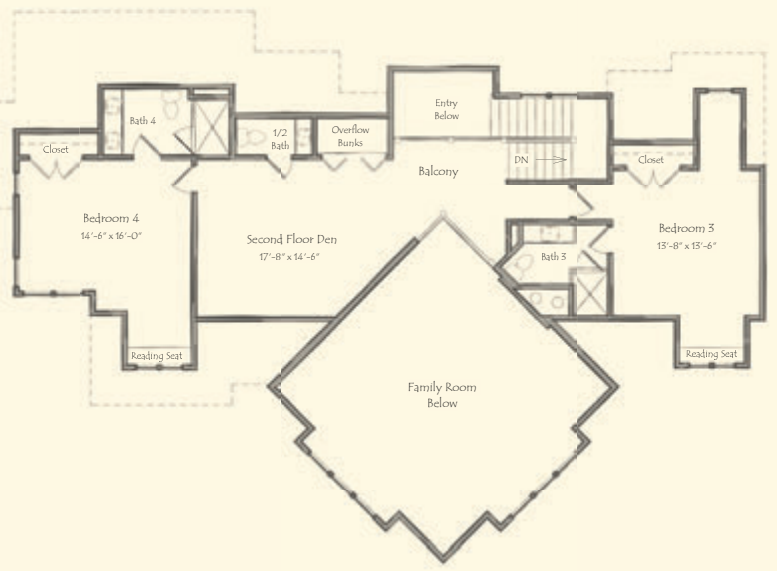 Bath 4
Entry
Below
1/2
Bath
Overflow
Bunks
Closet
DN
Closet
Balcony
Bedroom 4
14'-6" x 16'-0"
Second Floor Den
17'-8" x 14'-6"
Bedroom 3
13'-8" x 13'-6"
Bath 3
Reading Seat
Reading Seat
Family Room
Below